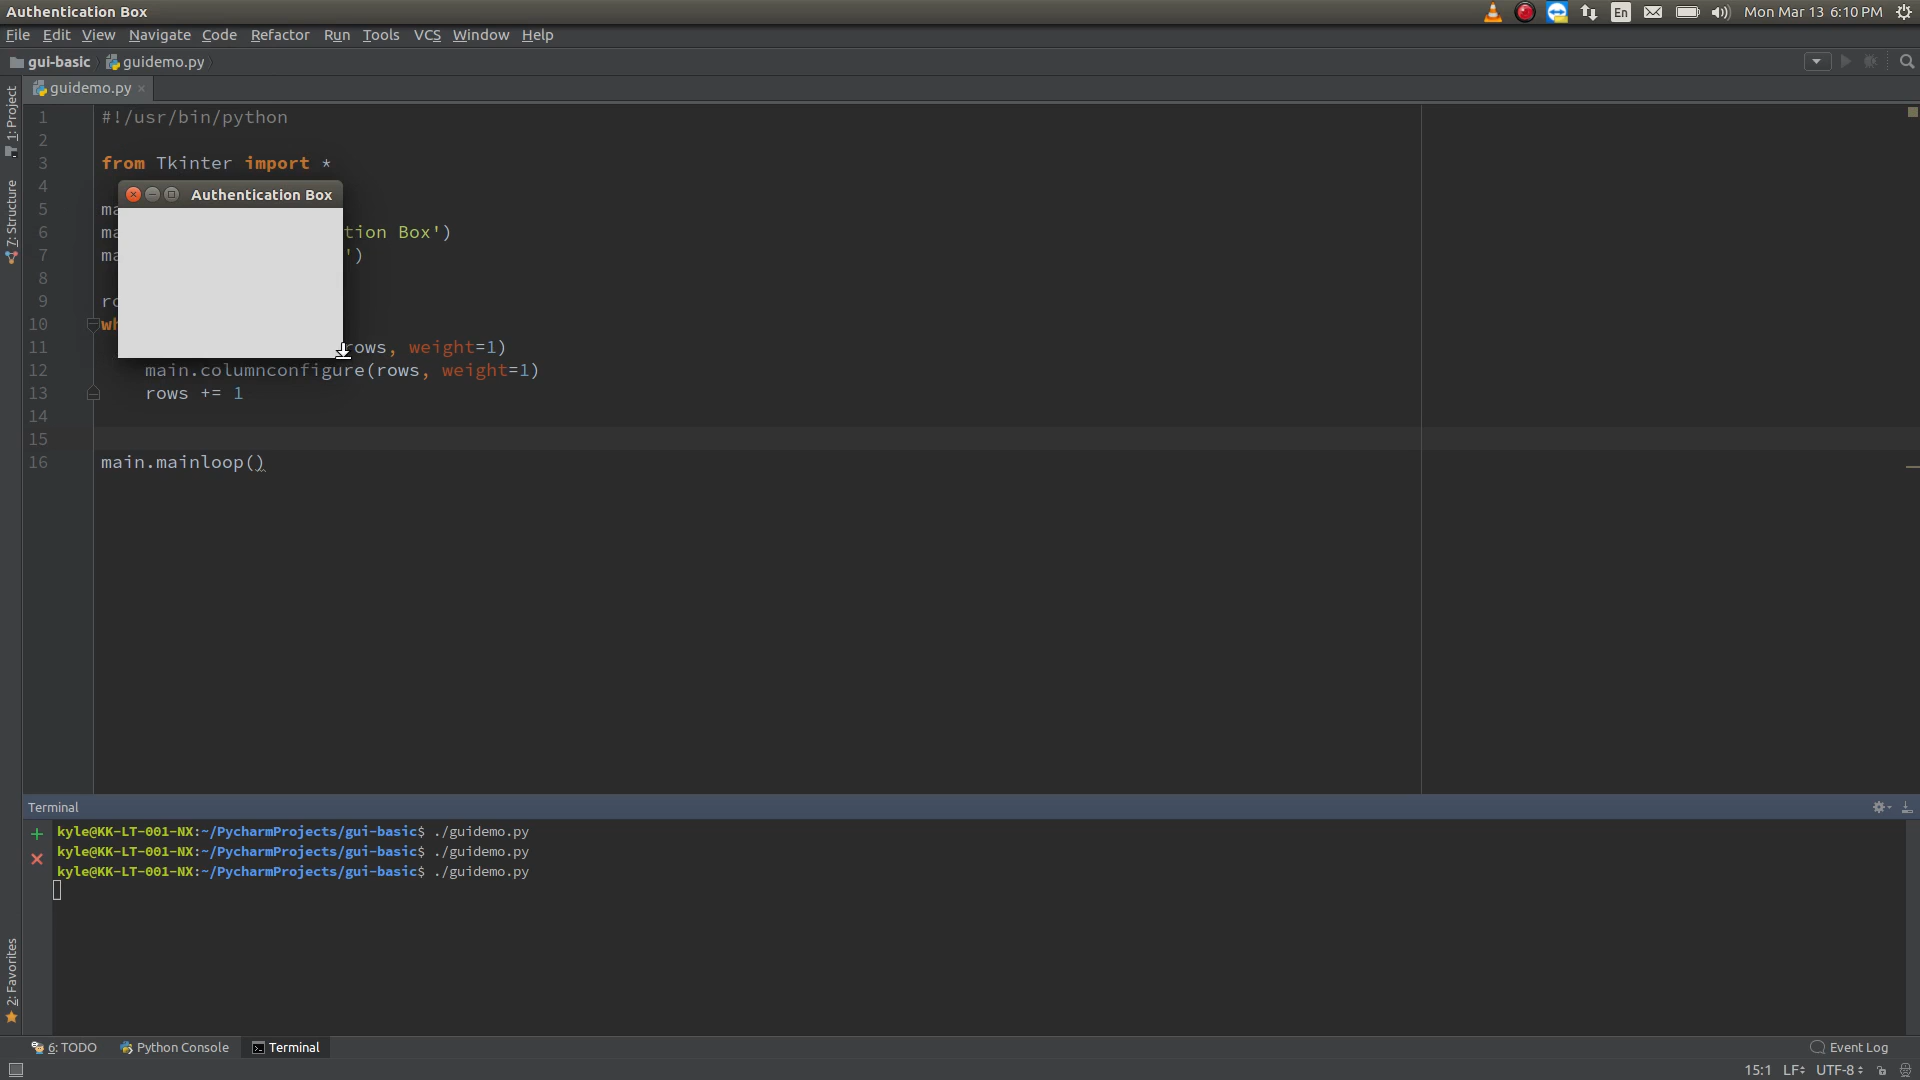 Authentication Box
En
Mon Mar 13 6:10 PM
File Edit View Navigate Code Refactor Run Tools VCS Window Help
gui-basic guidemo.py
guidemo.py
1: Project
7: Structure
1 #!/usr/bin/python
2
3 from Tkinter import *
4
Authentication Box
5 ma
6 ma tion Box')
7 ma ')
8
9 ro
10 wh
11 rows, weight=1)
12 main.columnconfigure(rows, weight=1)
13 rows += 1
14
15
16 main.mainloop()
Terminal
kyle@KK-LT-001-NX:~/PycharmProjects/gui-basic$ ./guidemo.py
kyle@KK-LT-001-NX:~/PycharmProjects/gui-basic$ ./guidemo.py
kyle@KK-LT-001-NX:~/PycharmProjects/gui-basic$ ./guidemo.py
2: Favorites
6: TODO Python Console Terminal Event Log
15:1 LF UTF-8